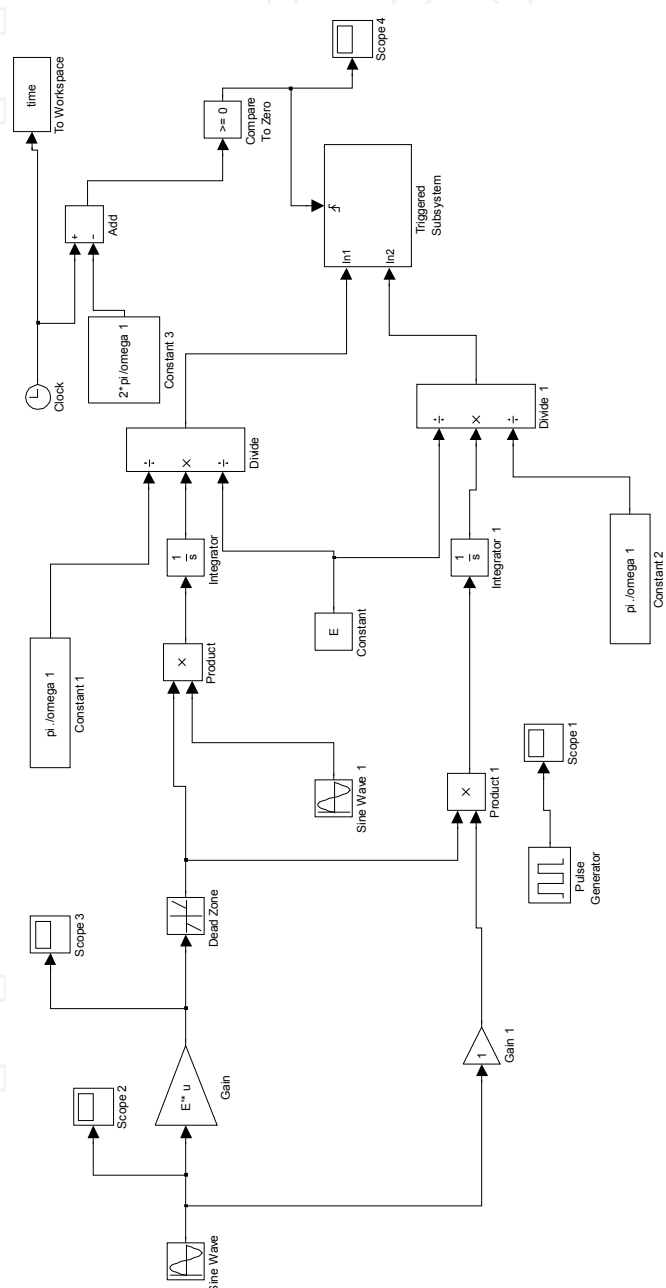 Sine Wave
Scope 2
E'* u
Gain
Scope 3
Dead Zone
1
Gain 1
pi ./omega 1
Constant 1
Sine Wave 1
×
Product
1
s
Integrator
E
Constant
÷
×
÷
Divide
×
Product 1
Pulse
Generator
Scope 1
1
s
Integrator 1
÷
×
÷
Divide 1
pi ./omega 1
Constant 2
Clock
time
To Workspace
2* pi /omega 1
Constant 3
+
-
Add
>= 0
Compare
To Zero
Scope 4
In1
In2
Triggered
Subsystem